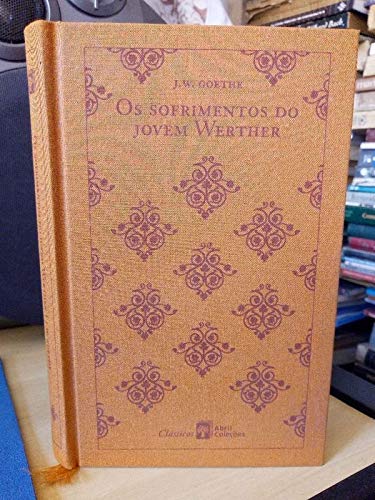 J. W. GOETHE
OS SOFRIMENTOS DO
JOVEM WERTHER
Clássicos
Abril
Coleções